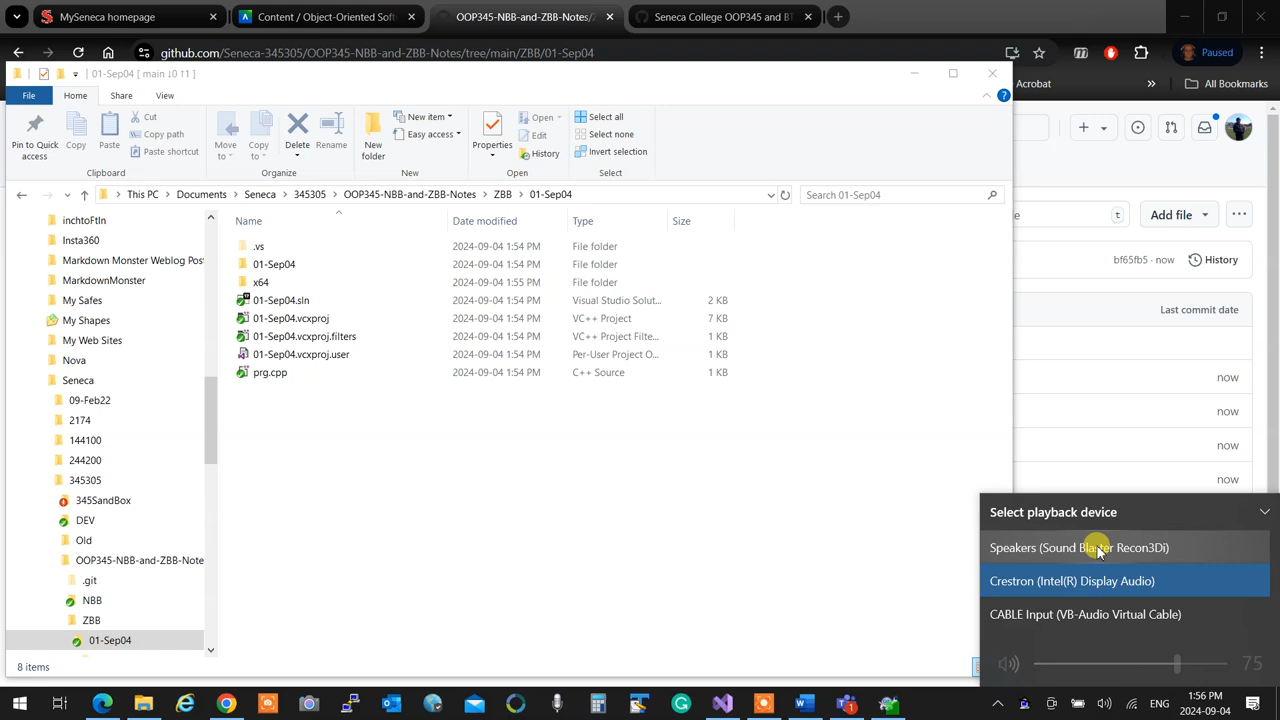 MySeneca homepage
Content / Object-Oriented Soft
OOP345-NBB-and-ZBB-Notes/Z
Seneca College OOP345 and BT
github.com/Seneca-345305/OOP345-NBB-and-ZBB-Notes/tree/main/ZBB/01-Sep04
Paused
01-Sep04 [ main ↓0 ↑1 ]
Acrobat
»
All Bookmarks
File
Home
Share
View
Pin to Quick access
Copy
Paste
Cut
Copy path
Paste shortcut
Clipboard
Move to
Copy to
Delete
Rename
Organize
New folder
New item
Easy access
New
Properties
Open
Edit
History
Open
Select all
Select none
Invert selection
Select
This PC > Documents > Seneca > 345305 > OOP345-NBB-and-ZBB-Notes > ZBB > 01-Sep04
Search 01-Sep04
e
t
Add file
bf65fb5 · now
History
Last commit date
now
now
now
now
inchtoFtIn
Insta360
Markdown Monster Weblog Post
MarkdownMonster
My Safes
My Shapes
My Web Sites
Nova
Seneca
09-Feb22
2174
144100
244200
345305
345SandBox
DEV
Old
OOP345-NBB-and-ZBB-Note
.git
NBB
ZBB
01-Sep04
Name Date modified Type Size
.vs 2024-09-04 1:54 PM File folder
01-Sep04 2024-09-04 1:54 PM File folder
x64 2024-09-04 1:55 PM File folder
01-Sep04.sln 2024-09-04 1:54 PM Visual Studio Solut... 2 KB
01-Sep04.vcxproj 2024-09-04 1:54 PM VC++ Project 7 KB
01-Sep04.vcxproj.filters 2024-09-04 1:54 PM VC++ Project Filte... 1 KB
01-Sep04.vcxproj.user 2024-09-04 1:54 PM Per-User Project O... 1 KB
prg.cpp 2024-09-04 1:54 PM C++ Source 1 KB
8 items
Select playback device
Speakers (Sound Blaster Recon3Di)
Crestron (Intel(R) Display Audio)
CABLE Input (VB-Audio Virtual Cable)
75
1:56 PM
2024-09-04